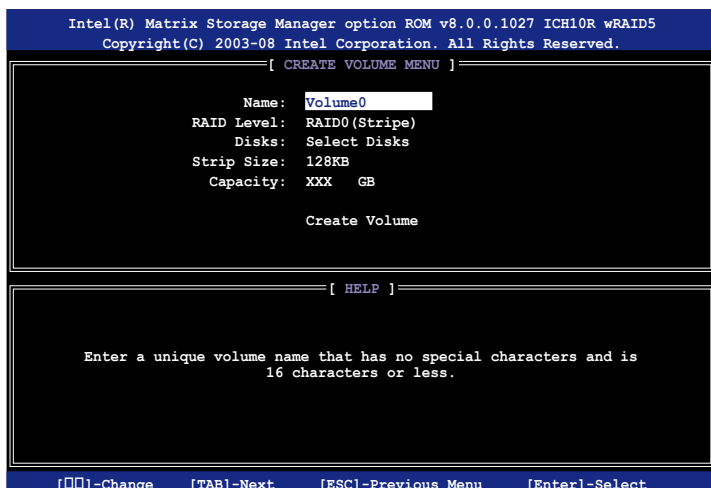 Intel(R) Matrix Storage Manager option ROM v8.0.0.1027 ICH10R wRAID5
Copyright(C) 2003-08 Intel Corporation. All Rights Reserved.
[ CREATE VOLUME MENU ]
Name: Volume0
RAID Level: RAID0(Stripe)
Disks: Select Disks
Strip Size: 128KB
Capacity: XXX GB
Create Volume
[ HELP ]
Enter a unique volume name that has no special characters and is
16 characters or less.
[▯▯]-Change [TAB]-Next [ESC]-Previous Menu [Enter]-Select